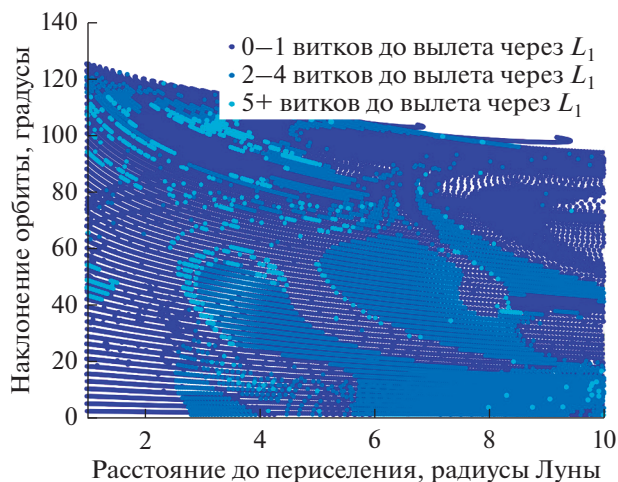 140
0–1 витков до вылета через L₁
120
2–4 витков до вылета через L₁
5+ витков до вылета через L₁
100
80
60
40
20
0
2 4 6 8 10
Наклонение орбиты, градусы
Расстояние до периселения, радиусы Луны